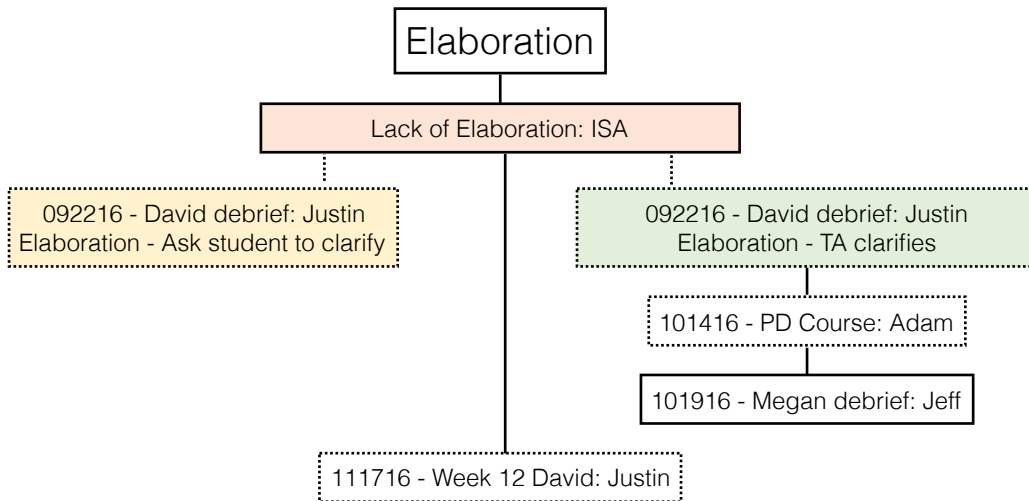 Elaboration
Lack of Elaboration: ISA
092216 - David debrief: Justin
Elaboration - Ask student to clarify
092216 - David debrief: Justin
Elaboration - TA clarifies
101416 - PD Course: Adam
101916 - Megan debrief: Jeff
111716 - Week 12 David: Justin